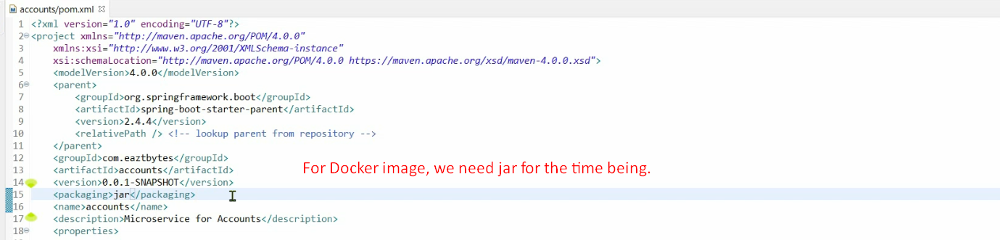 accounts/pom.xml
1 <?xml version="1.0" encoding="UTF-8"?>
2 <project xmlns="http://maven.apache.org/POM/4.0.0"
3 xmlns:xsi="http://www.w3.org/2001/XMLSchema-instance"
4 xsi:schemaLocation="http://maven.apache.org/POM/4.0.0 https://maven.apache.org/xsd/maven-4.0.0.xsd">
5 <modelVersion>4.0.0</modelVersion>
6 <parent>
7 <groupId>org.springframework.boot</groupId>
8 <artifactId>spring-boot-starter-parent</artifactId>
9 <version>2.4.4</version>
10 <relativePath /> <!-- lookup parent from repository -->
11 </parent>
12 <groupId>com.eaztbytes</groupId>
13 <artifactId>accounts</artifactId>
For Docker image, we need jar for the time being.
14 <version>0.0.1-SNAPSHOT</version>
15 <packaging>jar</packaging>
16 <name>accounts</name>
17 <description>Microservice for Accounts</description>
18 <properties>